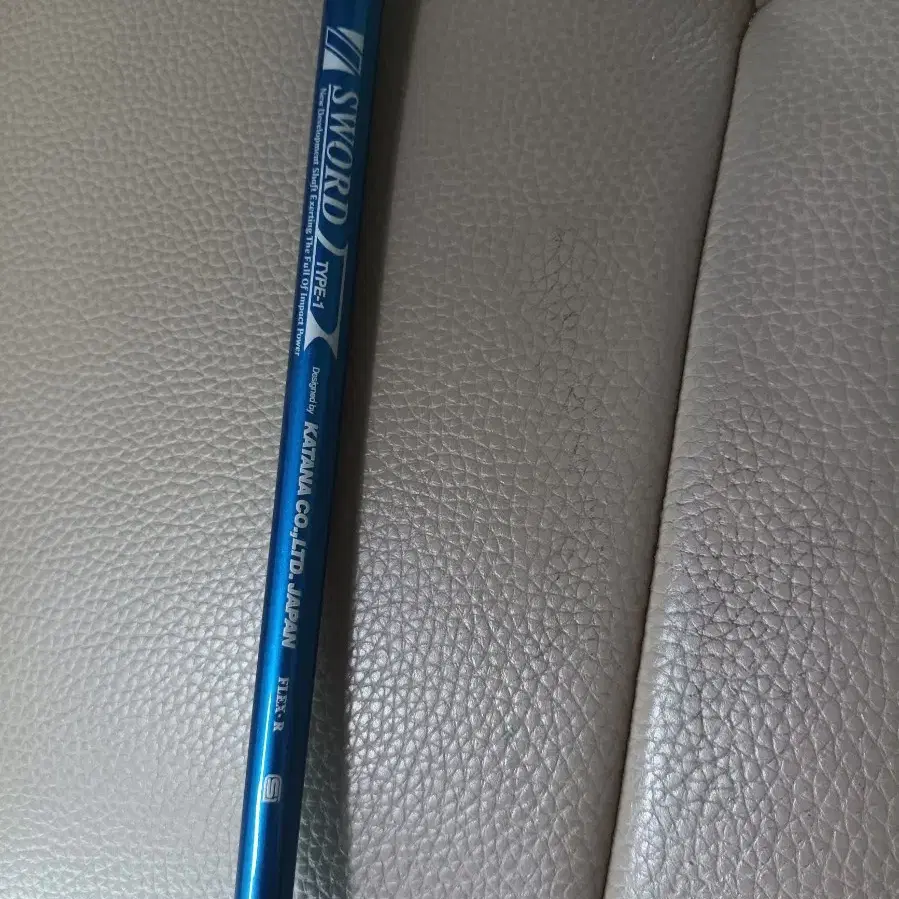 SWORD
TYPE-1
New Development Shaft Exerting The Full Of Impact Power
Designed by KATANA CO.,LTD. JAPAN
FLEX·R
S